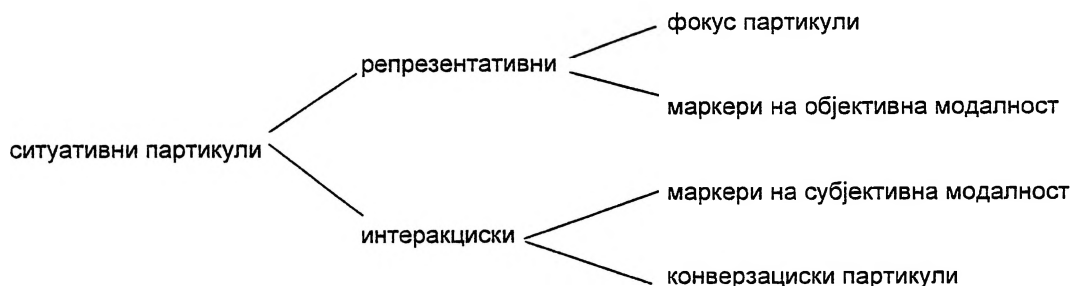 фокус партикули
репрезентативни
маркери на објективна модалност
ситуативни партикули
маркери на субјективна модалност
интеракциски
конверзациски партикули